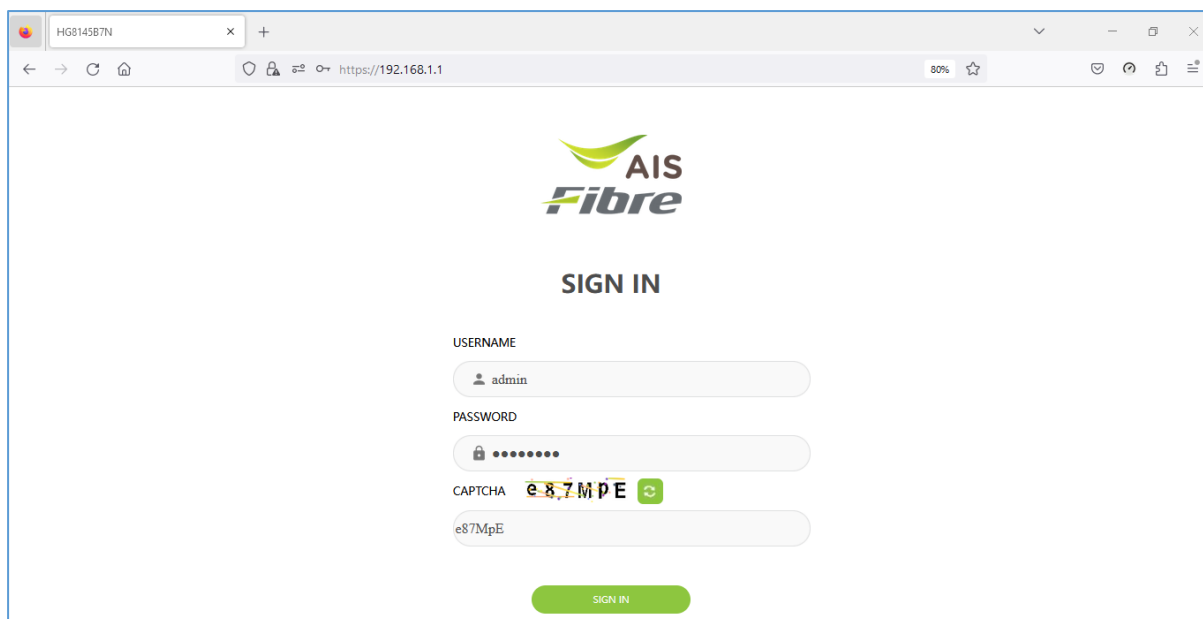 HG8145B7N
https://192.168.1.1
80%
AIS
Fibre
SIGN IN
USERNAME
admin
PASSWORD
••••••••
CAPTCHA e87MpE
e87MpE
SIGN IN